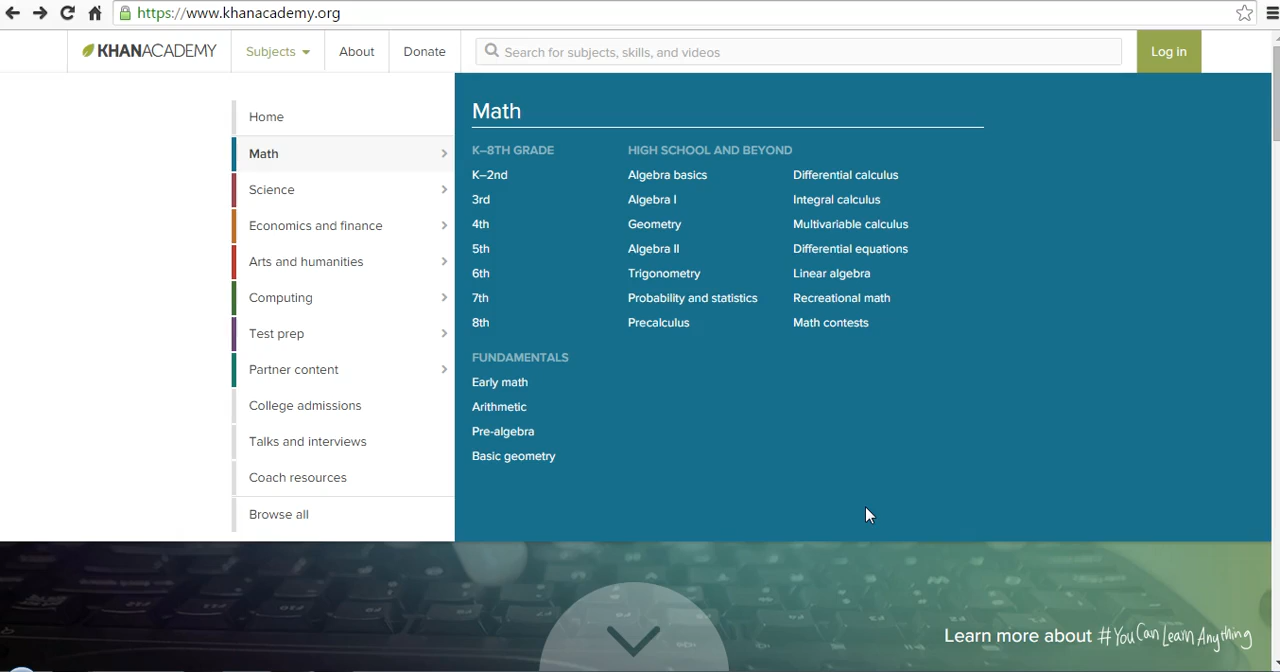 https://www.khanacademy.org
KHANACADEMY
Subjects
About
Donate
Search for subjects, skills, and videos
Log in
Home
Math
Science
Economics and finance
Arts and humanities
Computing
Test prep
Partner content
College admissions
Talks and interviews
Coach resources
Browse all
Math
K–8TH GRADE
K–2nd
3rd
4th
5th
6th
7th
8th
FUNDAMENTALS
Early math
Arithmetic
Pre-algebra
Basic geometry
HIGH SCHOOL AND BEYOND
Algebra basics
Algebra I
Geometry
Algebra II
Trigonometry
Probability and statistics
Precalculus
Differential calculus
Integral calculus
Multivariable calculus
Differential equations
Linear algebra
Recreational math
Math contests
Learn more about #YouCanLearnAnything